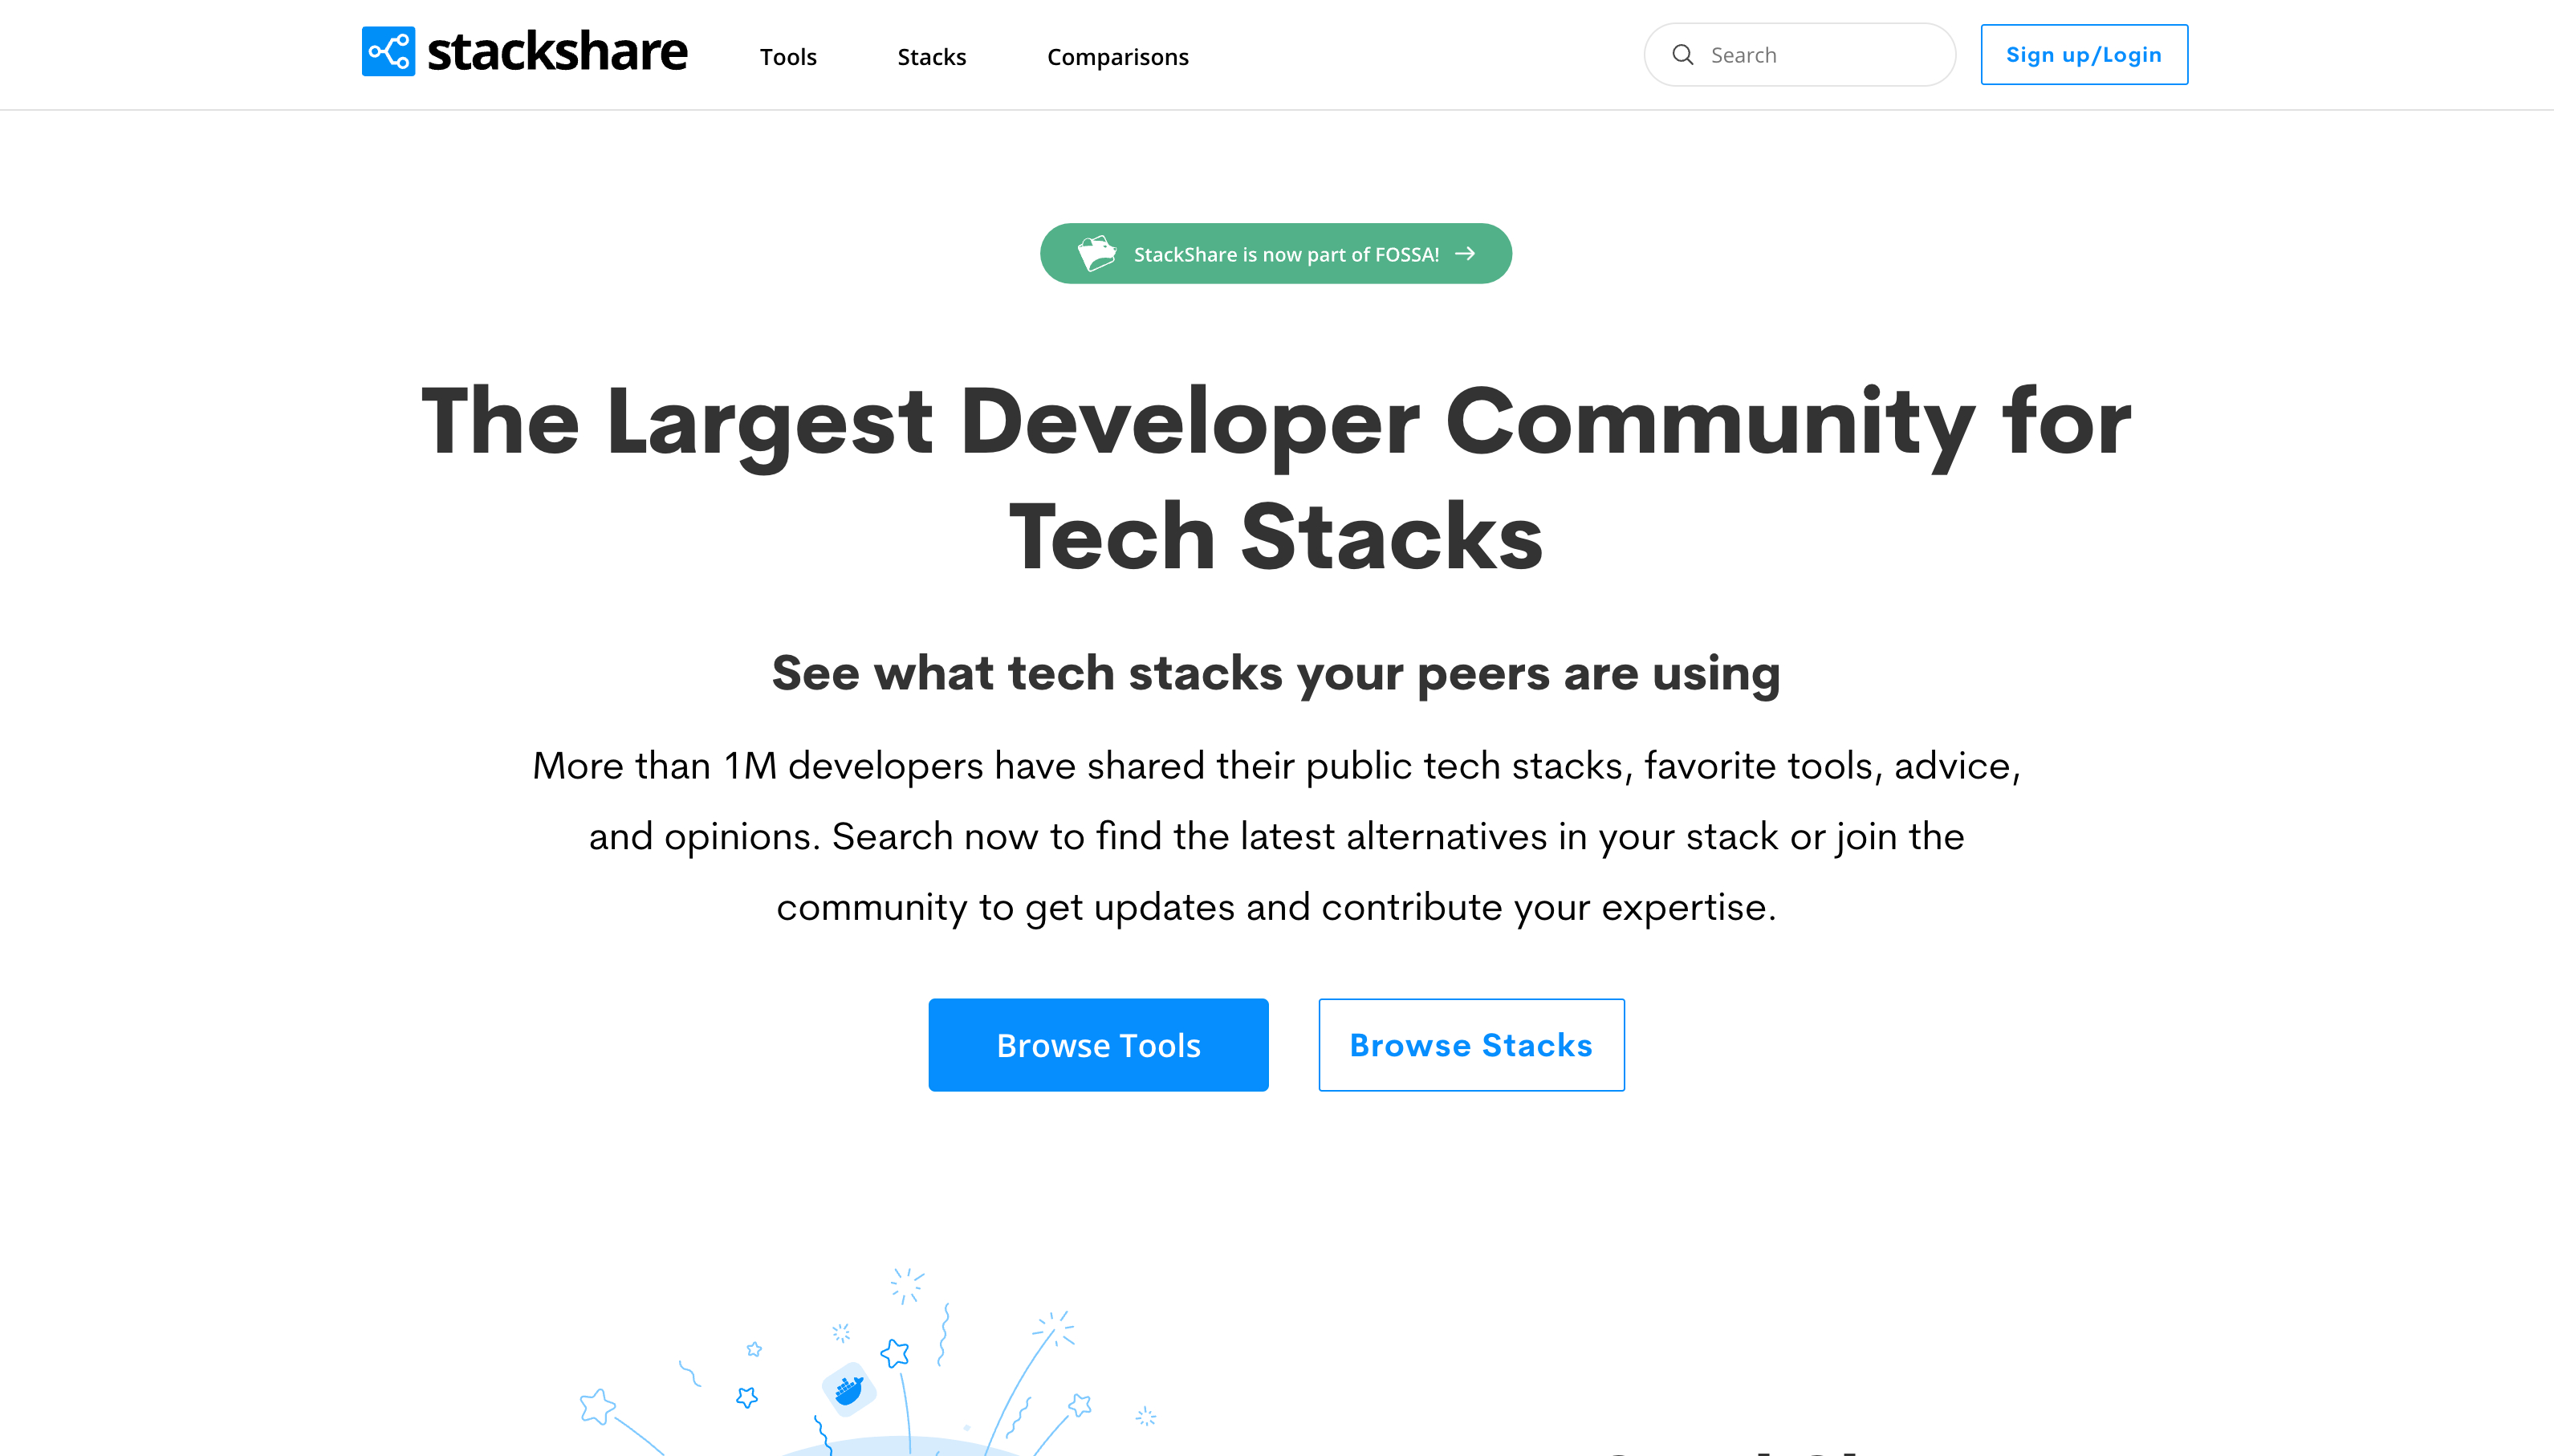 stackshare
Tools
Stacks
Comparisons
Search
Sign up/Login
StackShare is now part of FOSSA!
The Largest Developer Community for
Tech Stacks
See what tech stacks your peers are using
More than 1M developers have shared their public tech stacks, favorite tools, advice,
and opinions. Search now to find the latest alternatives in your stack or join the
community to get updates and contribute your expertise.
Browse Tools
Browse Stacks